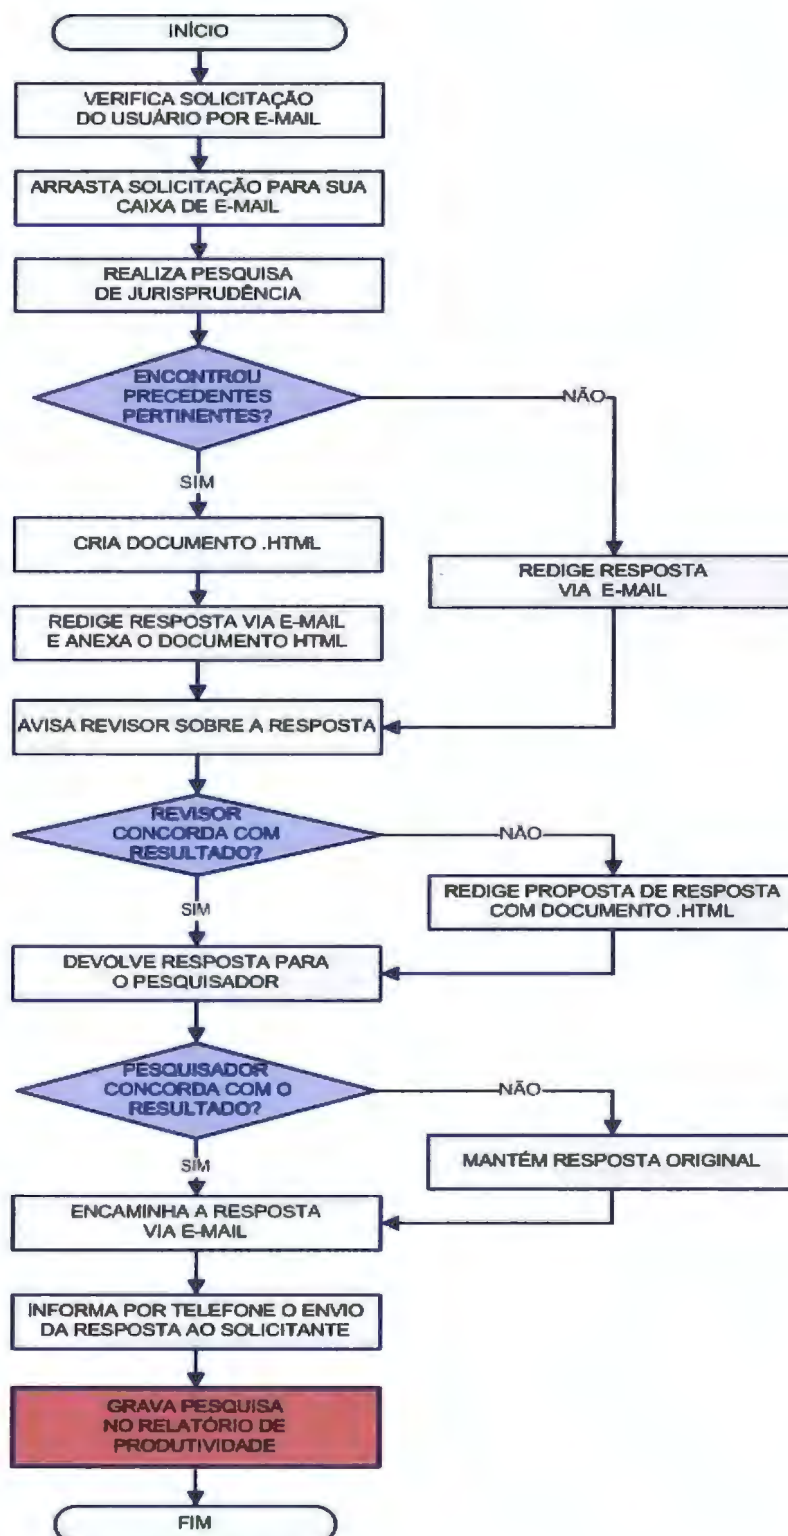 INÍCIO
VERIFICA SOLICITAÇÃO
DO USUÁRIO POR E-MAIL
ARRASTA SOLICITAÇÃO PARA SUA
CAIXA DE E-MAIL
REALIZA PESQUISA
DE JURISPRUDÊNCIA
ENCONTROU
PRECEDENTES
PERTINENTES?
NÃO
SIM
CRIA DOCUMENTO .HTML
REDIGE RESPOSTA
VIA E-MAIL
REDIGE RESPOSTA VIA E-MAIL
E ANEXA O DOCUMENTO HTML
AVISA REVISOR SOBRE A RESPOSTA
REVISOR
CONCORDA COM
RESULTADO?
NÃO
SIM
REDIGE PROPOSTA DE RESPOSTA
COM DOCUMENTO .HTML
DEVOLVE RESPOSTA PARA
O PESQUISADOR
PESQUISADOR
CONCORDA COM O
RESULTADO?
NÃO
SIM
MANTÉM RESPOSTA ORIGINAL
ENCAMINHA A RESPOSTA
VIA E-MAIL
INFORMA POR TELEFONE O ENVIO
DA RESPOSTA AO SOLICITANTE
GRAVA PESQUISA
NO RELATÓRIO DE
PRODUTIVIDADE
FIM